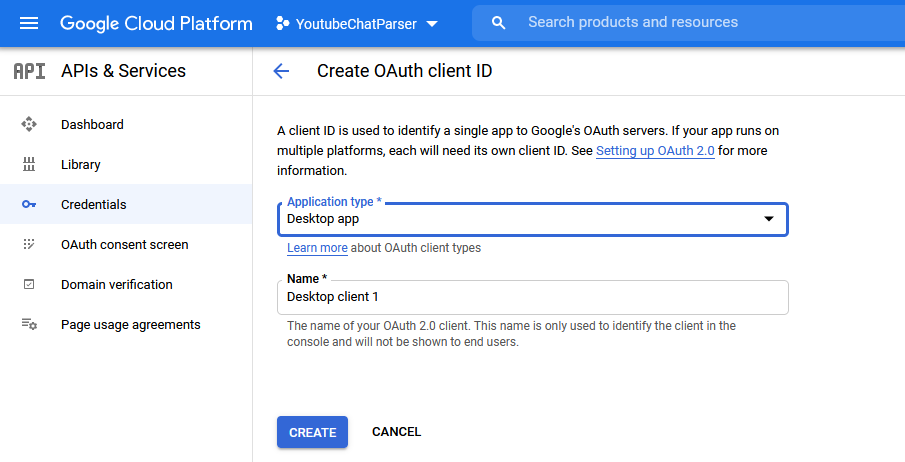 Google Cloud Platform
YoutubeChatParser
Search products and resources
API
APIs & Services
Create OAuth client ID
Dashboard
Library
Credentials
OAuth consent screen
Domain verification
Page usage agreements
A client ID is used to identify a single app to Google's OAuth servers. If your app runs on
multiple platforms, each will need its own client ID. See Setting up OAuth 2.0 for more
information.
Application type *
Desktop app
Learn more about OAuth client types
Name *
Desktop client 1
The name of your OAuth 2.0 client. This name is only used to identify the client in the
console and will not be shown to end users.
CREATE
CANCEL